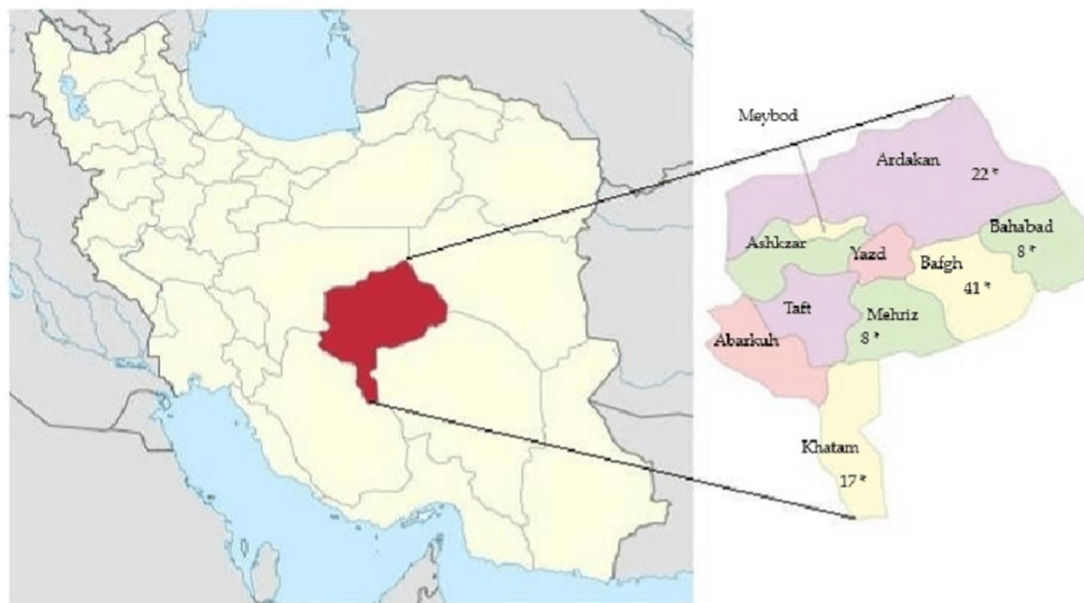 Meybod
Ardakan
22 *
Bahabad
8 *
Ashkzar
Yazd
Bafgh
41 *
Taft
Mehriz
8 *
Abarkuh
Khatam
17 *